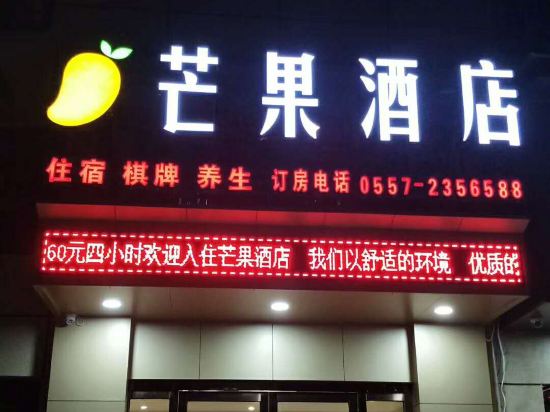 芒果酒店
住宿 棋牌 养生 订房电话 0557-2356588
60元四小时欢迎入住芒果酒店 我们以舒适的环境 优质的